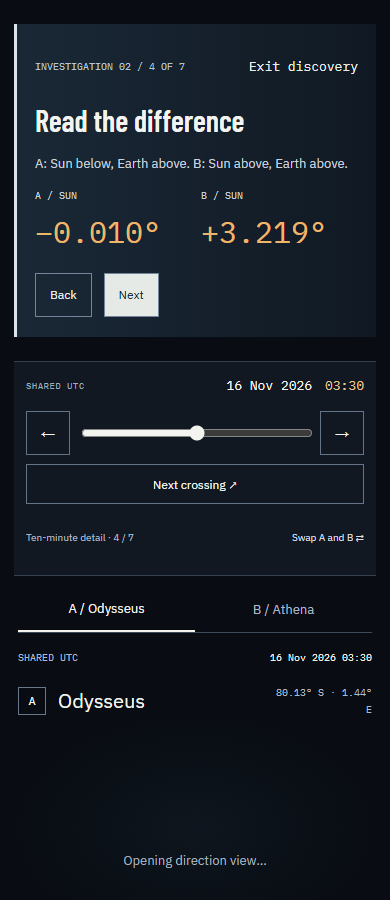 INVESTIGATION 02 / 4 OF 7
Exit discovery
Read the difference
A: Sun below, Earth above. B: Sun above, Earth above.
A / SUN
B / SUN
−0.010°
+3.219°
Back
Next
SHARED UTC
16 Nov 2026 03:30
←
→
Next crossing ↗
Ten-minute detail · 4 / 7
Swap A and B ⇄
A / Odysseus
B / Athena
SHARED UTC
16 Nov 2026 03:30
A
Odysseus
80.13° S · 1.44°
E
Opening direction view...